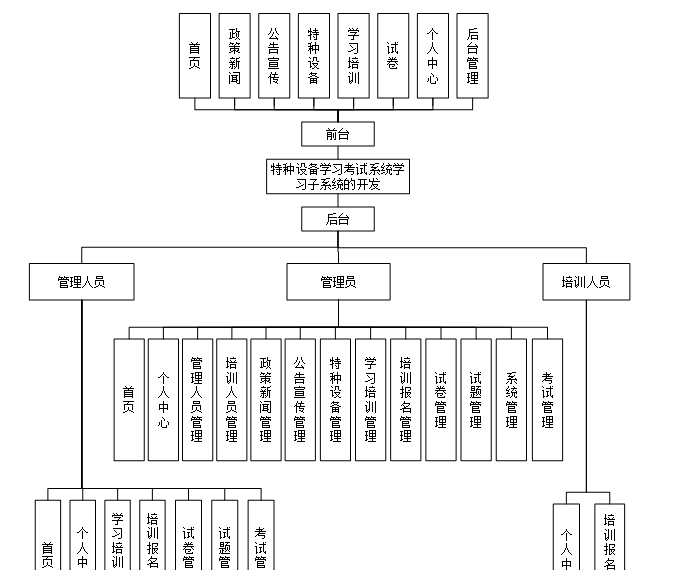 首页
政策新闻
公告宣传
特种设备
学习培训
试卷
个人中心
后台管理
前台
特种设备学习考试系统学
习子系统的开发
后台
管理人员
管理员
培训人员
首页
个人中心
管理人员管理
培训人员管理
政策新闻管理
公告宣传管理
特种设备管理
学习培训管理
培训报名管理
试卷管理
试题管理
系统管理
考试管理
首页
个人中
学习培训
培训报名
试卷管
试题管
考试管
个人中
培训报名